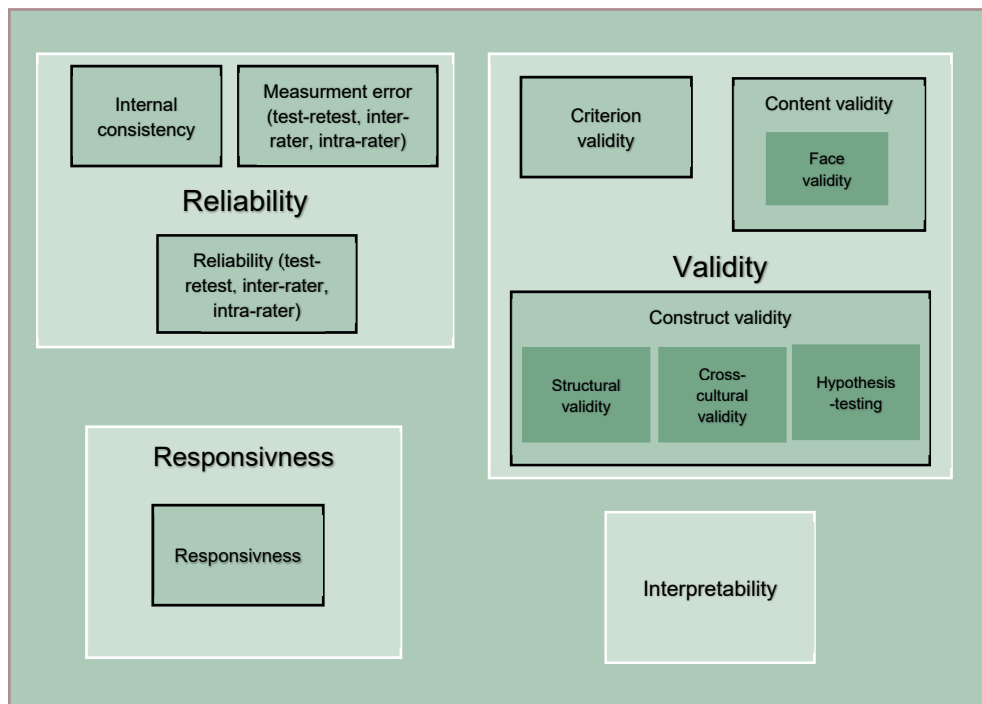 Internal
consistency
Measurment error
(test-retest, inter-
rater, intra-rater)
Reliability
Reliability (test-
retest, inter-rater,
intra-rater)
Criterion
validity
Content validity
Face
validity
Validity
Construct validity
Structural
validity
Cross-
cultural
validity
Hypothesis
-testing
Responsivness
Responsivness
Interpretability